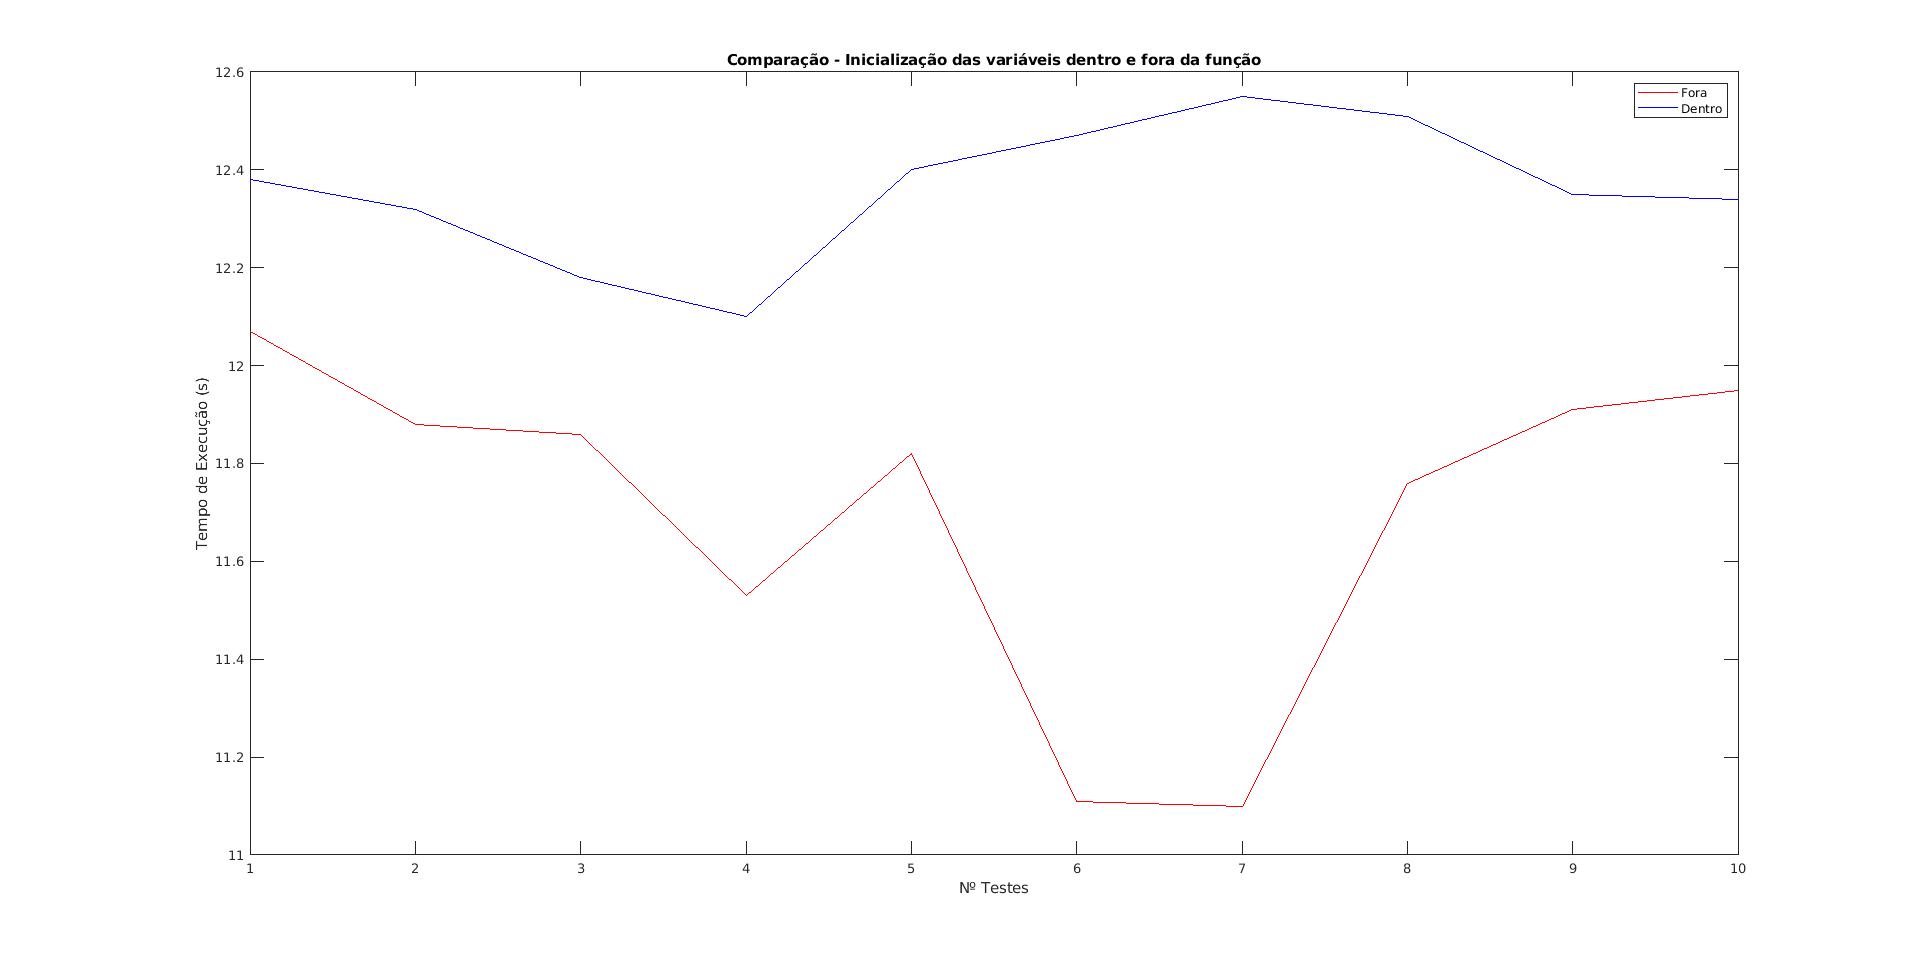 Comparação - Inicialização das variáveis dentro e fora da função
12.6
12.4
12.2
12
11.8
11.6
11.4
11.2
11
Tempo de Execução (s)
Fora
Dentro
1 2 3 4 5 6 7 8 9 10
Nº Testes